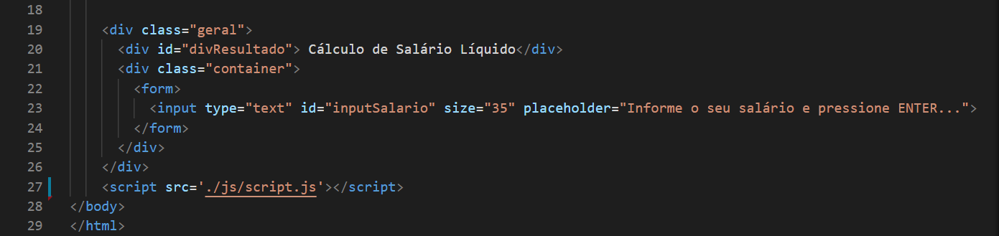 18
19 <div class="geral">
20 <div id="divResultado"> Cálculo de Salário Líquido</div>
21 <div class="container">
22 <form>
23 <input type="text" id="inputSalario" size="35" placeholder="Informe o seu salário e pressione ENTER...">
24 </form>
25 </div>
26 </div>
27 <script src='./js/script.js'></script>
28 </body>
29 </html>